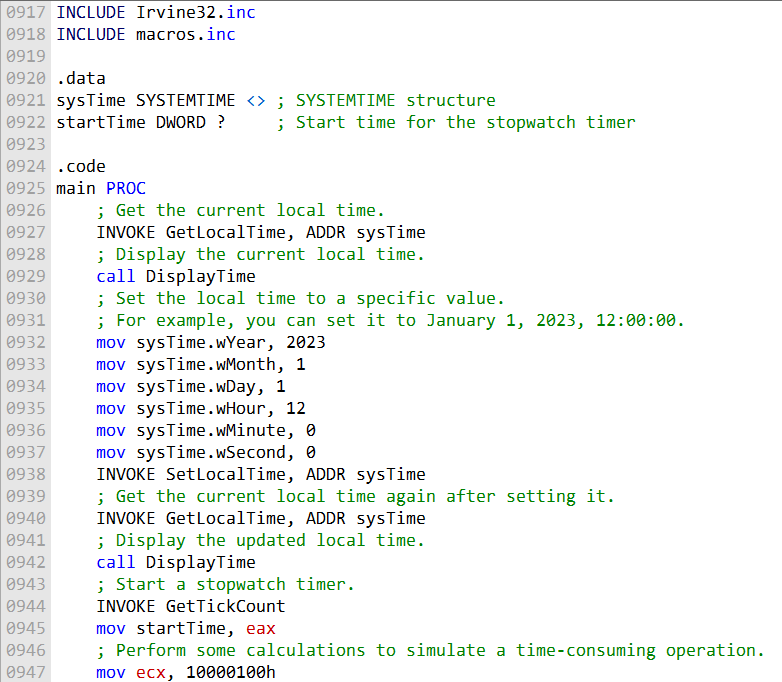 0917 INCLUDE Irvine32.inc
0918 INCLUDE macros.inc
0919
0920 .data
0921 sysTime SYSTEMTIME <> ; SYSTEMTIME structure
0922 startTime DWORD ?     ; Start time for the stopwatch timer
0923
0924 .code
0925 main PROC
0926     ; Get the current local time.
0927     INVOKE GetLocalTime, ADDR sysTime
0928     ; Display the current local time.
0929     call DisplayTime
0930     ; Set the local time to a specific value.
0931     ; For example, you can set it to January 1, 2023, 12:00:00.
0932     mov sysTime.wYear, 2023
0933     mov sysTime.wMonth, 1
0934     mov sysTime.wDay, 1
0935     mov sysTime.wHour, 12
0936     mov sysTime.wMinute, 0
0937     mov sysTime.wSecond, 0
0938     INVOKE SetLocalTime, ADDR sysTime
0939     ; Get the current local time again after setting it.
0940     INVOKE GetLocalTime, ADDR sysTime
0941     ; Display the updated local time.
0942     call DisplayTime
0943     ; Start a stopwatch timer.
0944     INVOKE GetTickCount
0945     mov startTime, eax
0946     ; Perform some calculations to simulate a time-consuming operation.
0947     mov ecx, 10000100h